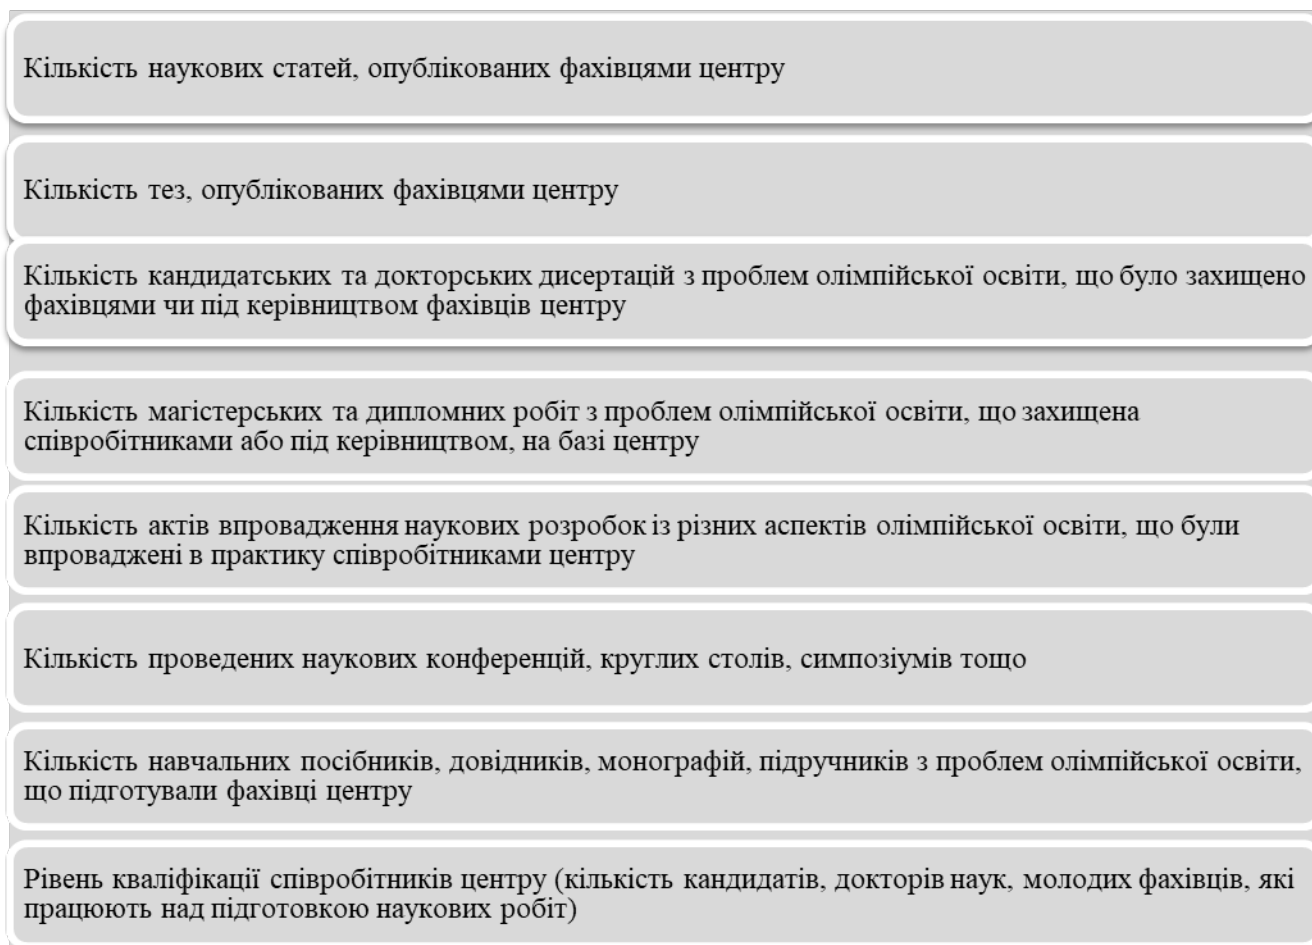 Кількість наукових статей, опублікованих фахівцями центру
Кількість тез, опублікованих фахівцями центру
Кількість кандидатських та докторських дисертацій з проблем олімпійської освіти, що було захищено
фахівцями чи під керівництвом фахівців центру
Кількість магістерських та дипломних робіт з проблем олімпійської освіти, що захищена
співробітниками або під керівництвом, на базі центру
Кількість актів впровадження наукових розробок із різних аспектів олімпійської освіти, що були
впроваджені в практику співробітниками центру
Кількість проведених наукових конференцій, круглих столів, симпозіумів тощо
Кількість навчальних посібників, довідників, монографій, підручників з проблем олімпійської освіти,
що підготували фахівці центру
Рівень кваліфікації співробітників центру (кількість кандидатів, докторів наук, молодих фахівців, які
працюють над підготовкою наукових робіт)